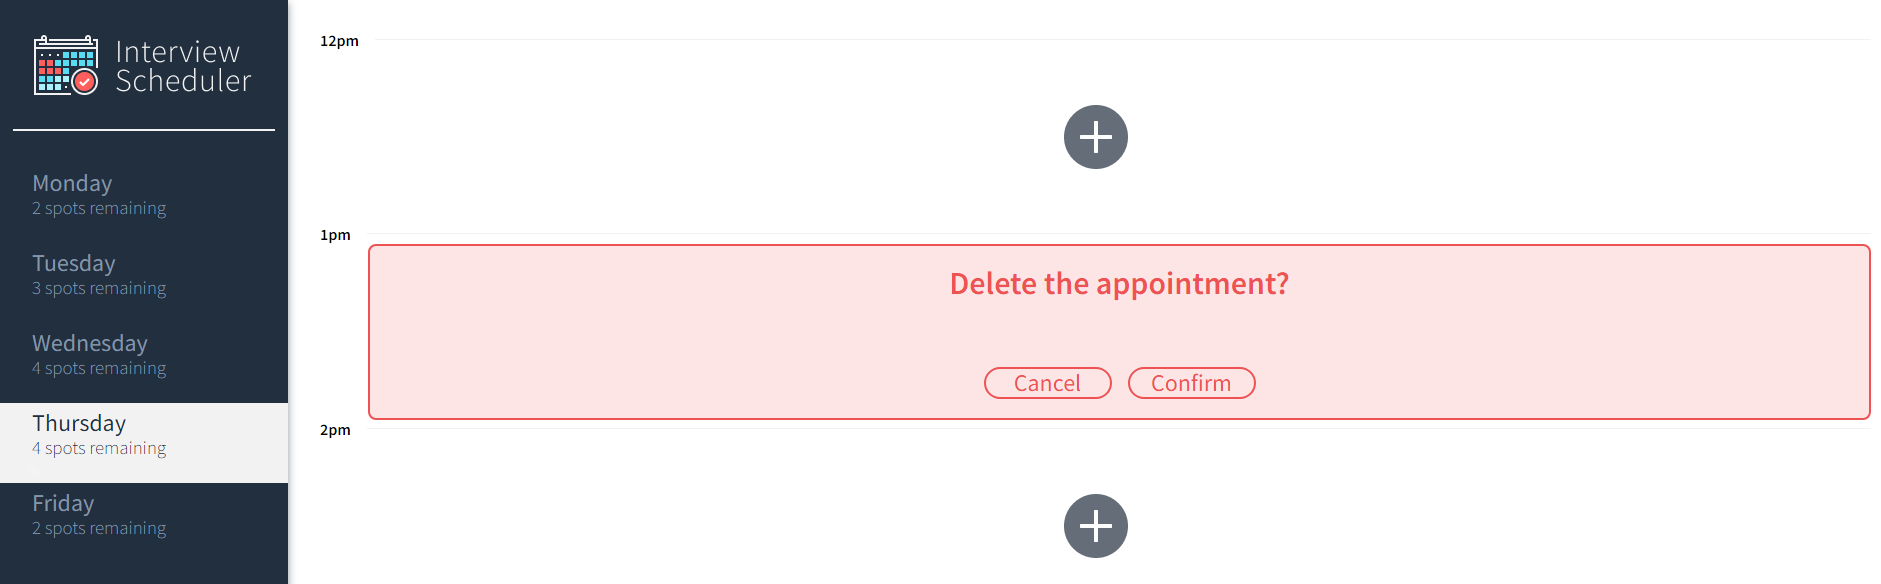 Interview
Scheduler
Monday
2 spots remaining
Tuesday
3 spots remaining
Wednesday
4 spots remaining
Thursday
4 spots remaining
Friday
2 spots remaining
12pm
1pm
Delete the appointment?
Cancel Confirm
2pm